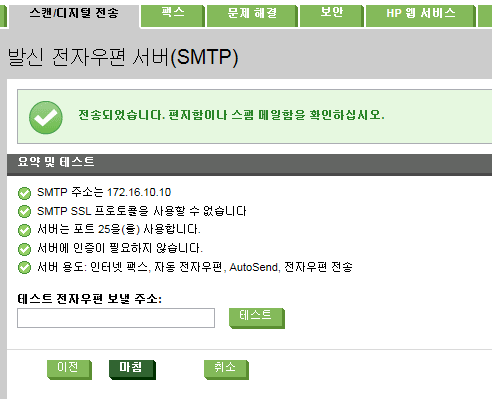 스캔/디지털 전송
팩스
문제 해결
보안
HP 웹 서비스
발신 전자우편 서버(SMTP)
전송되었습니다. 편지함이나 스팸 메일함을 확인하십시오.
요약 및 테스트
SMTP 주소는 172.16.10.10
SMTP SSL 프로토콜을 사용할 수 없습니다
서버는 포트 25을(를) 사용합니다.
서버에 인증이 필요하지 않습니다.
서버 용도: 인터넷 팩스, 자동 전자우편, AutoSend, 전자우편 전송
테스트 전자우편 보낼 주소:
테스트
이전
마침
취소